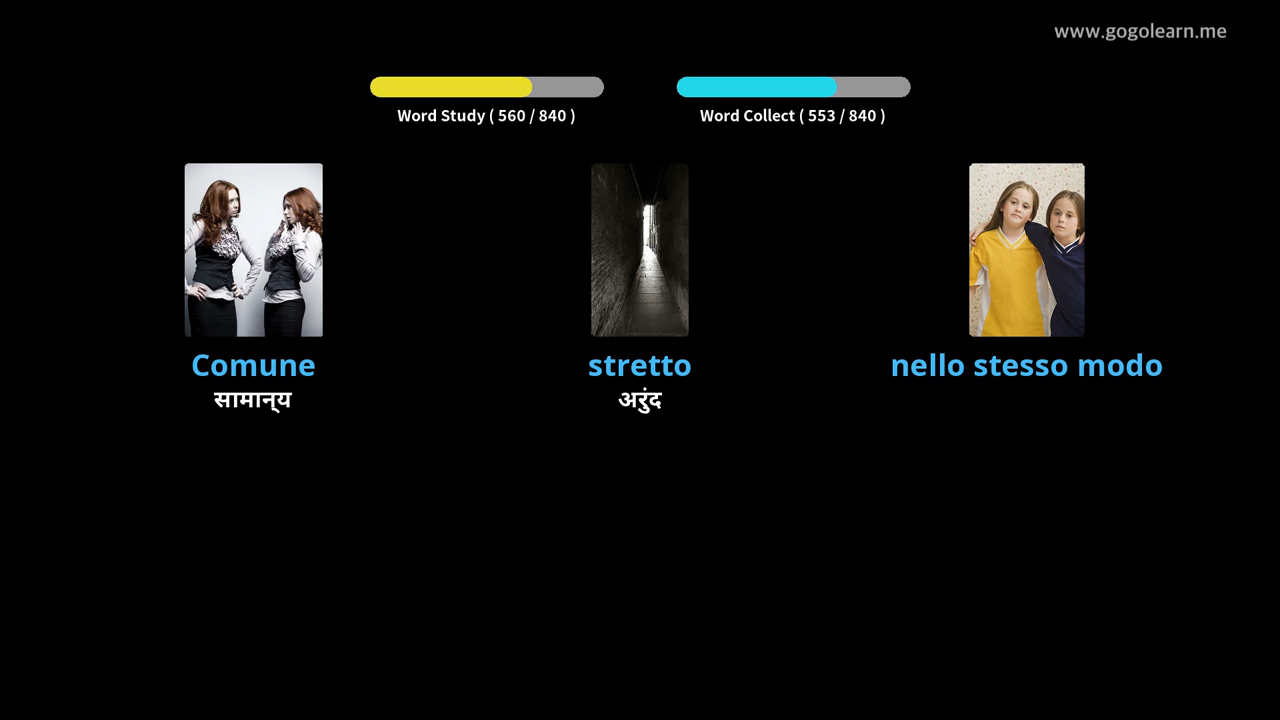 www.gogolearn.me
Word Study ( 560 / 840 )
Word Collect ( 553 / 840 )
Comune
सामान्य
stretto
अरुंद
nello stesso modo